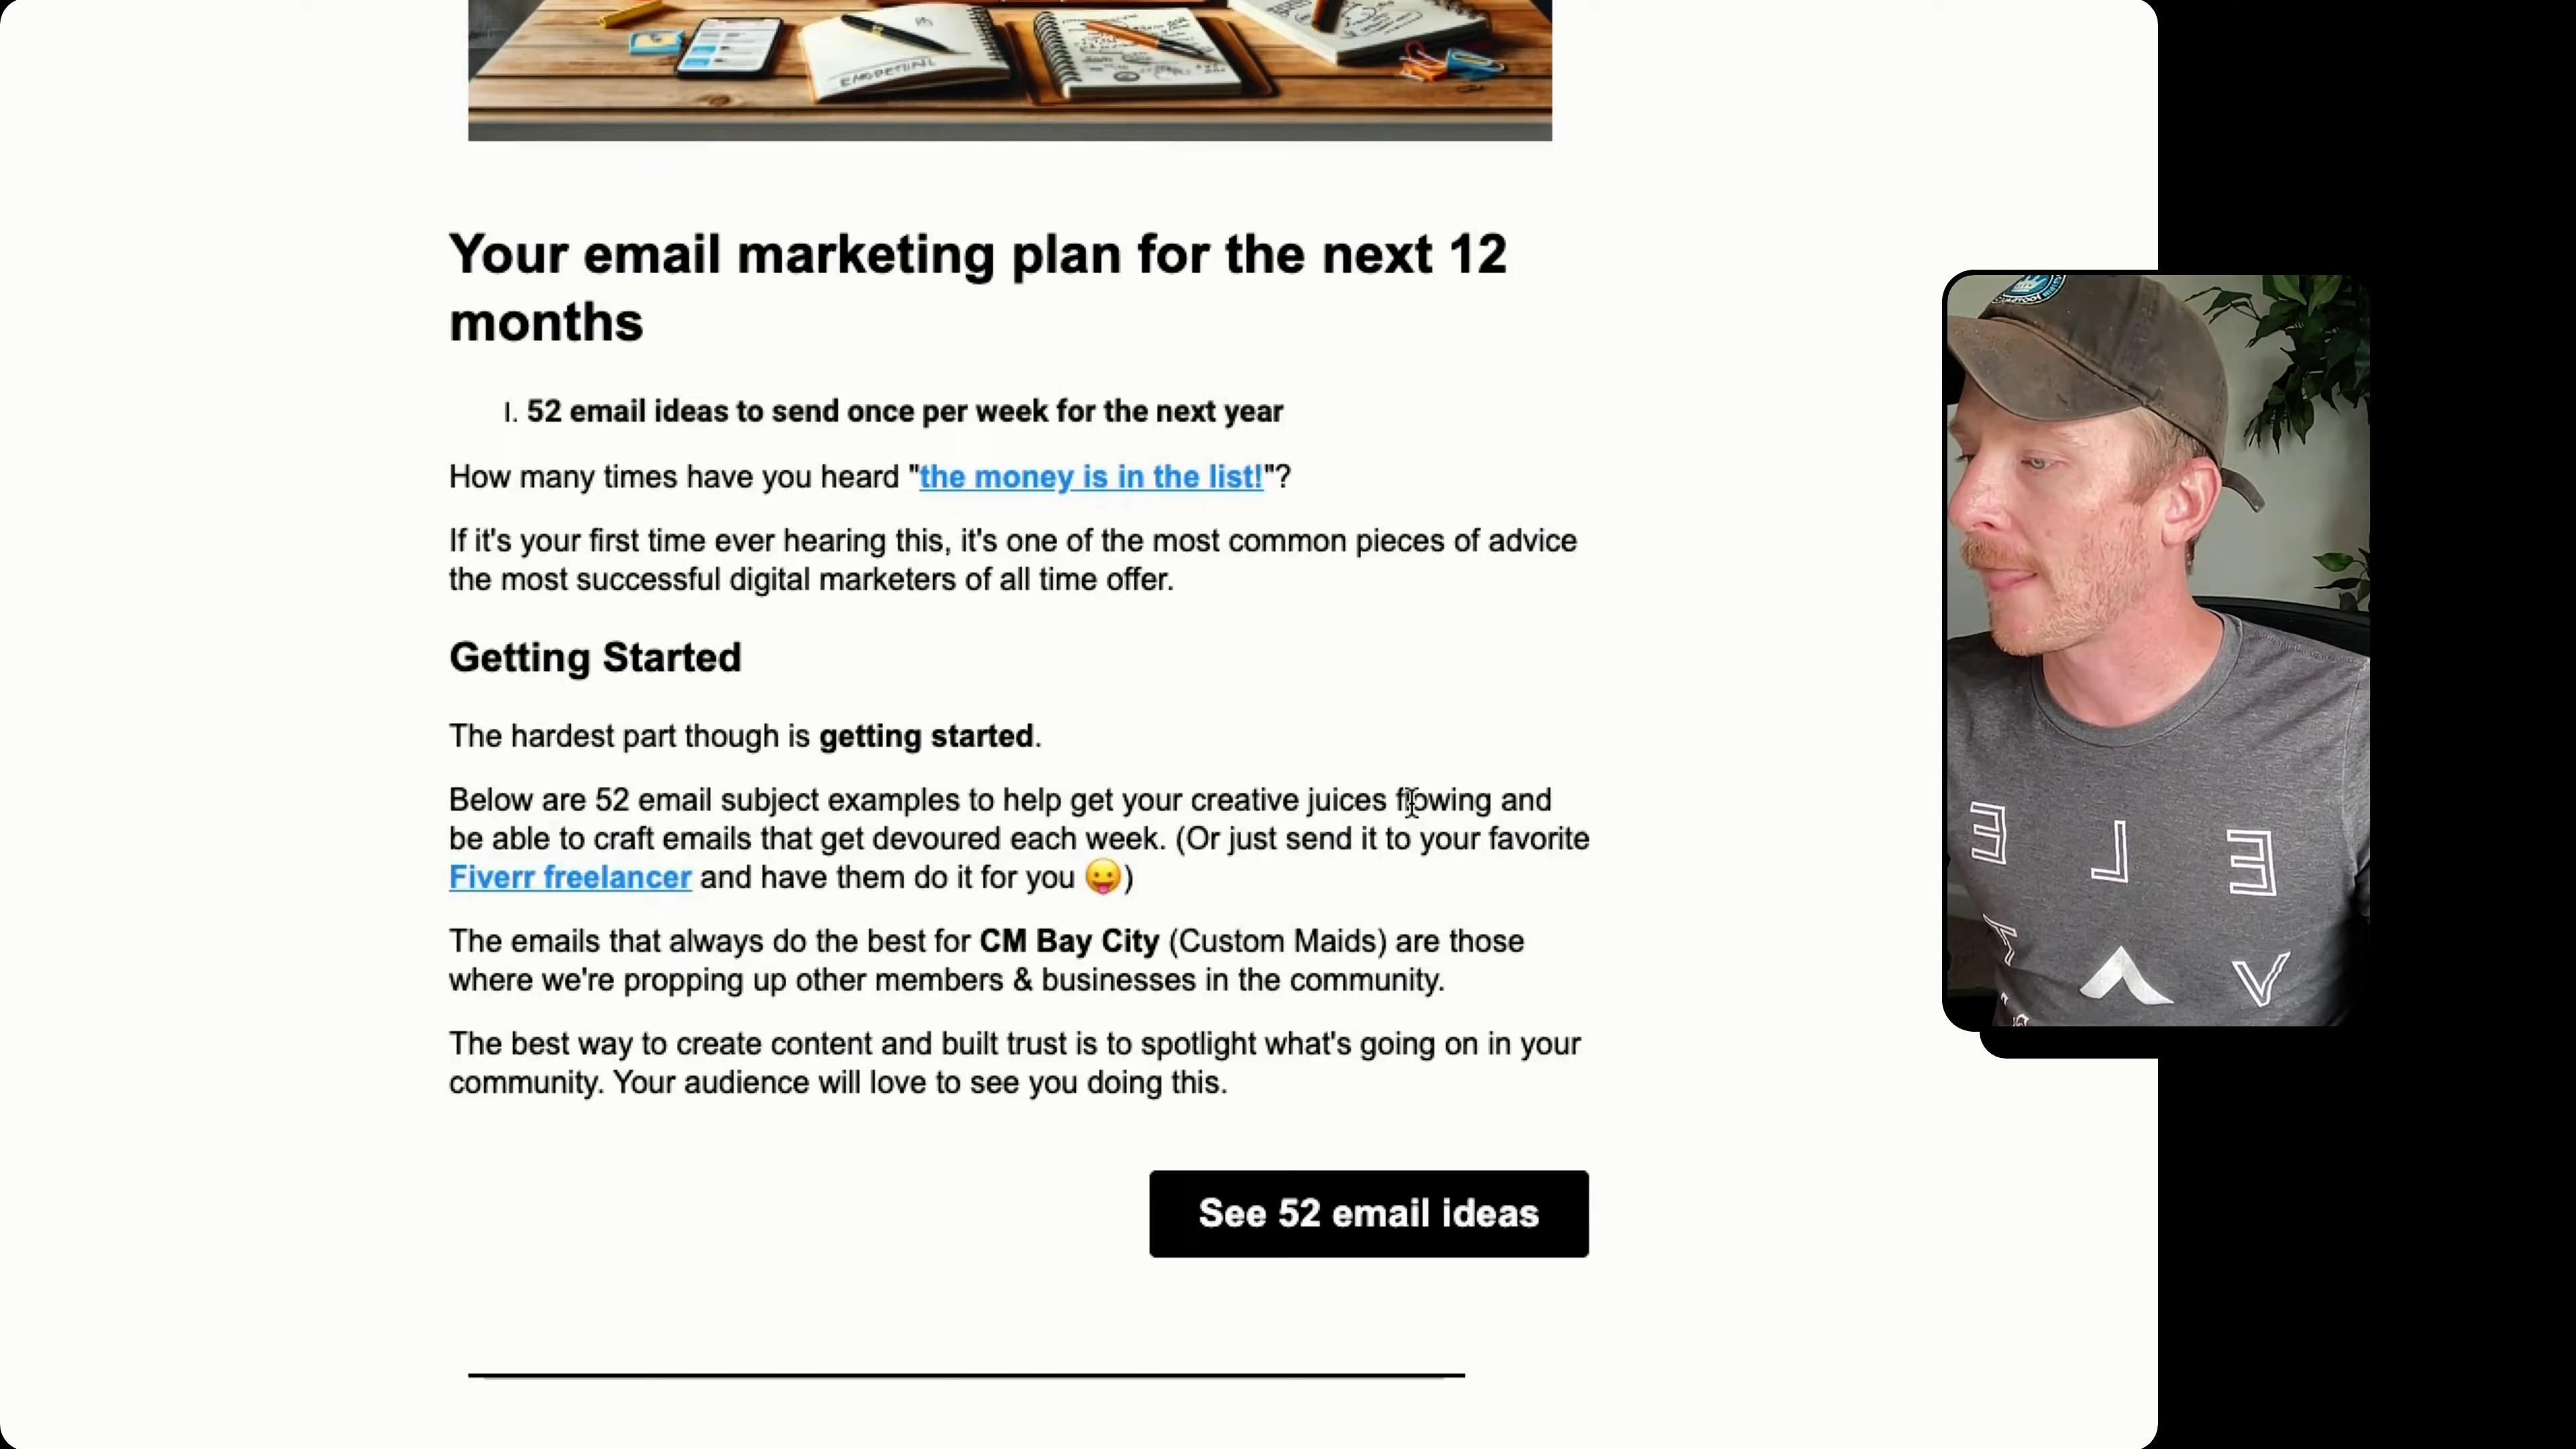 Your email marketing plan for the next 12
months
I. 52 email ideas to send once per week for the next year
How many times have you heard "the money is in the list!"?
If it's your first time ever hearing this, it's one of the most common pieces of advice
the most successful digital marketers of all time offer.
Getting Started
The hardest part though is getting started.
Below are 52 email subject examples to help get your creative juices flowing and
be able to craft emails that get devoured each week. (Or just send it to your favorite
Fiverr freelancer and have them do it for you 😛)
The emails that always do the best for CM Bay City (Custom Maids) are those
where we're propping up other members & businesses in the community.
The best way to create content and built trust is to spotlight what's going on in your
community. Your audience will love to see you doing this.
See 52 email ideas